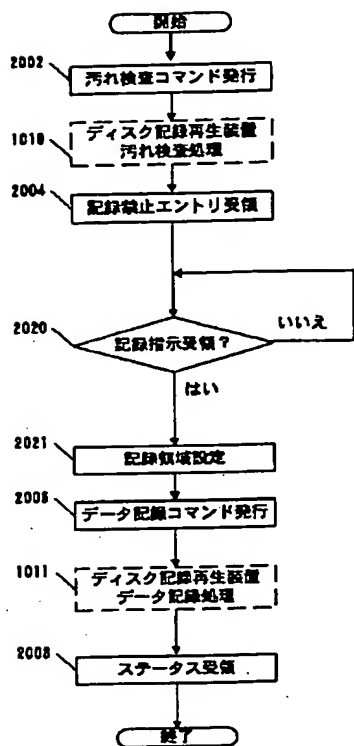 開始
2002
汚れ検査コマンド発行
1010
ディスク記録再生装置
汚れ検査処理
2004
記録禁止エントリ受領
2020
記録指示受領?
いいえ
はい
2021
記録領域設定
2006
データ記録コマンド発行
1011
ディスク記録再生装置
データ記録処理
2008
ステータス受領
終了